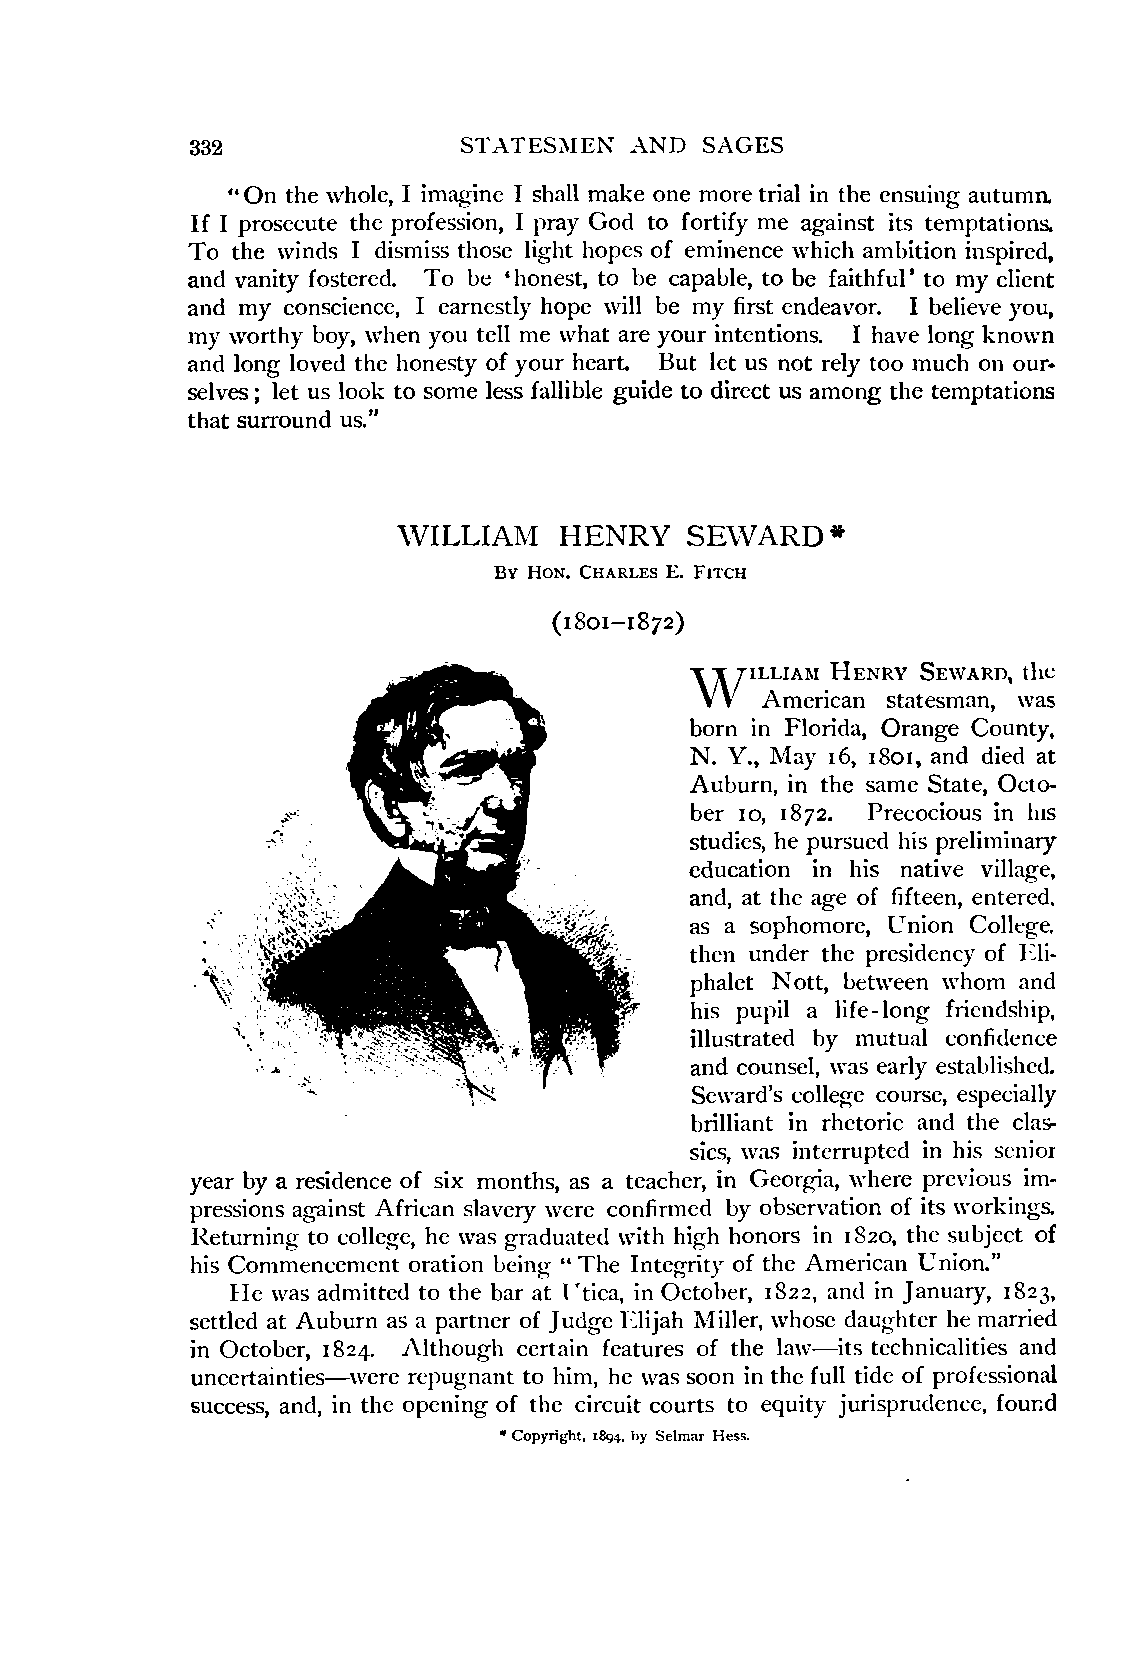 332 STATESMEN AND SAGES
“On the whole, I imagine I shall make one more trial in the ensuing autumn.
If I prosecute the profession, I pray God to fortify me against its temptations.
To the winds I dismiss those light hopes of eminence which ambition inspired,
and vanity fostered. To be ‘honest, to be capable, to be faithful’ to my client
and my conscience, I earnestly hope will be my first endeavor. I believe you,
my worthy boy, when you tell me what are your intentions. I have long known
and long loved the honesty of your heart. But let us not rely too much on our-
selves; let us look to some less fallible guide to direct us among the temptations
that surround us.”
WILLIAM HENRY SEWARD*
BY HON. CHARLES E. FITCH
(1801–1872)
WILLIAM HENRY SEWARD, the
American statesman, was
born in Florida, Orange County,
N. Y., May 16, 1801, and died at
Auburn, in the same State, Octo-
ber 10, 1872. Precocious in his
studies, he pursued his preliminary
education in his native village,
and, at the age of fifteen, entered,
as a sophomore, Union College,
then under the presidency of Eli-
phalet Nott, between whom and
his pupil a life-long friendship,
illustrated by mutual confidence
and counsel, was early established.
Seward’s college course, especially
brilliant in rhetoric and the clas-
sics, was interrupted in his senior
year by a residence of six months, as a teacher, in Georgia, where previous im-
pressions against African slavery were confirmed by observation of its workings.
Returning to college, he was graduated with high honors in 1820, the subject of
his Commencement oration being “The Integrity of the American Union.”
He was admitted to the bar at Utica, in October, 1822, and in January, 1823,
settled at Auburn as a partner of Judge Elijah Miller, whose daughter he married
in October, 1824. Although certain features of the law—its technicalities and
uncertainties—were repugnant to him, he was soon in the full tide of professional
success, and, in the opening of the circuit courts to equity jurisprudence, found
* Copyright, 1894, by Selmar Hess.